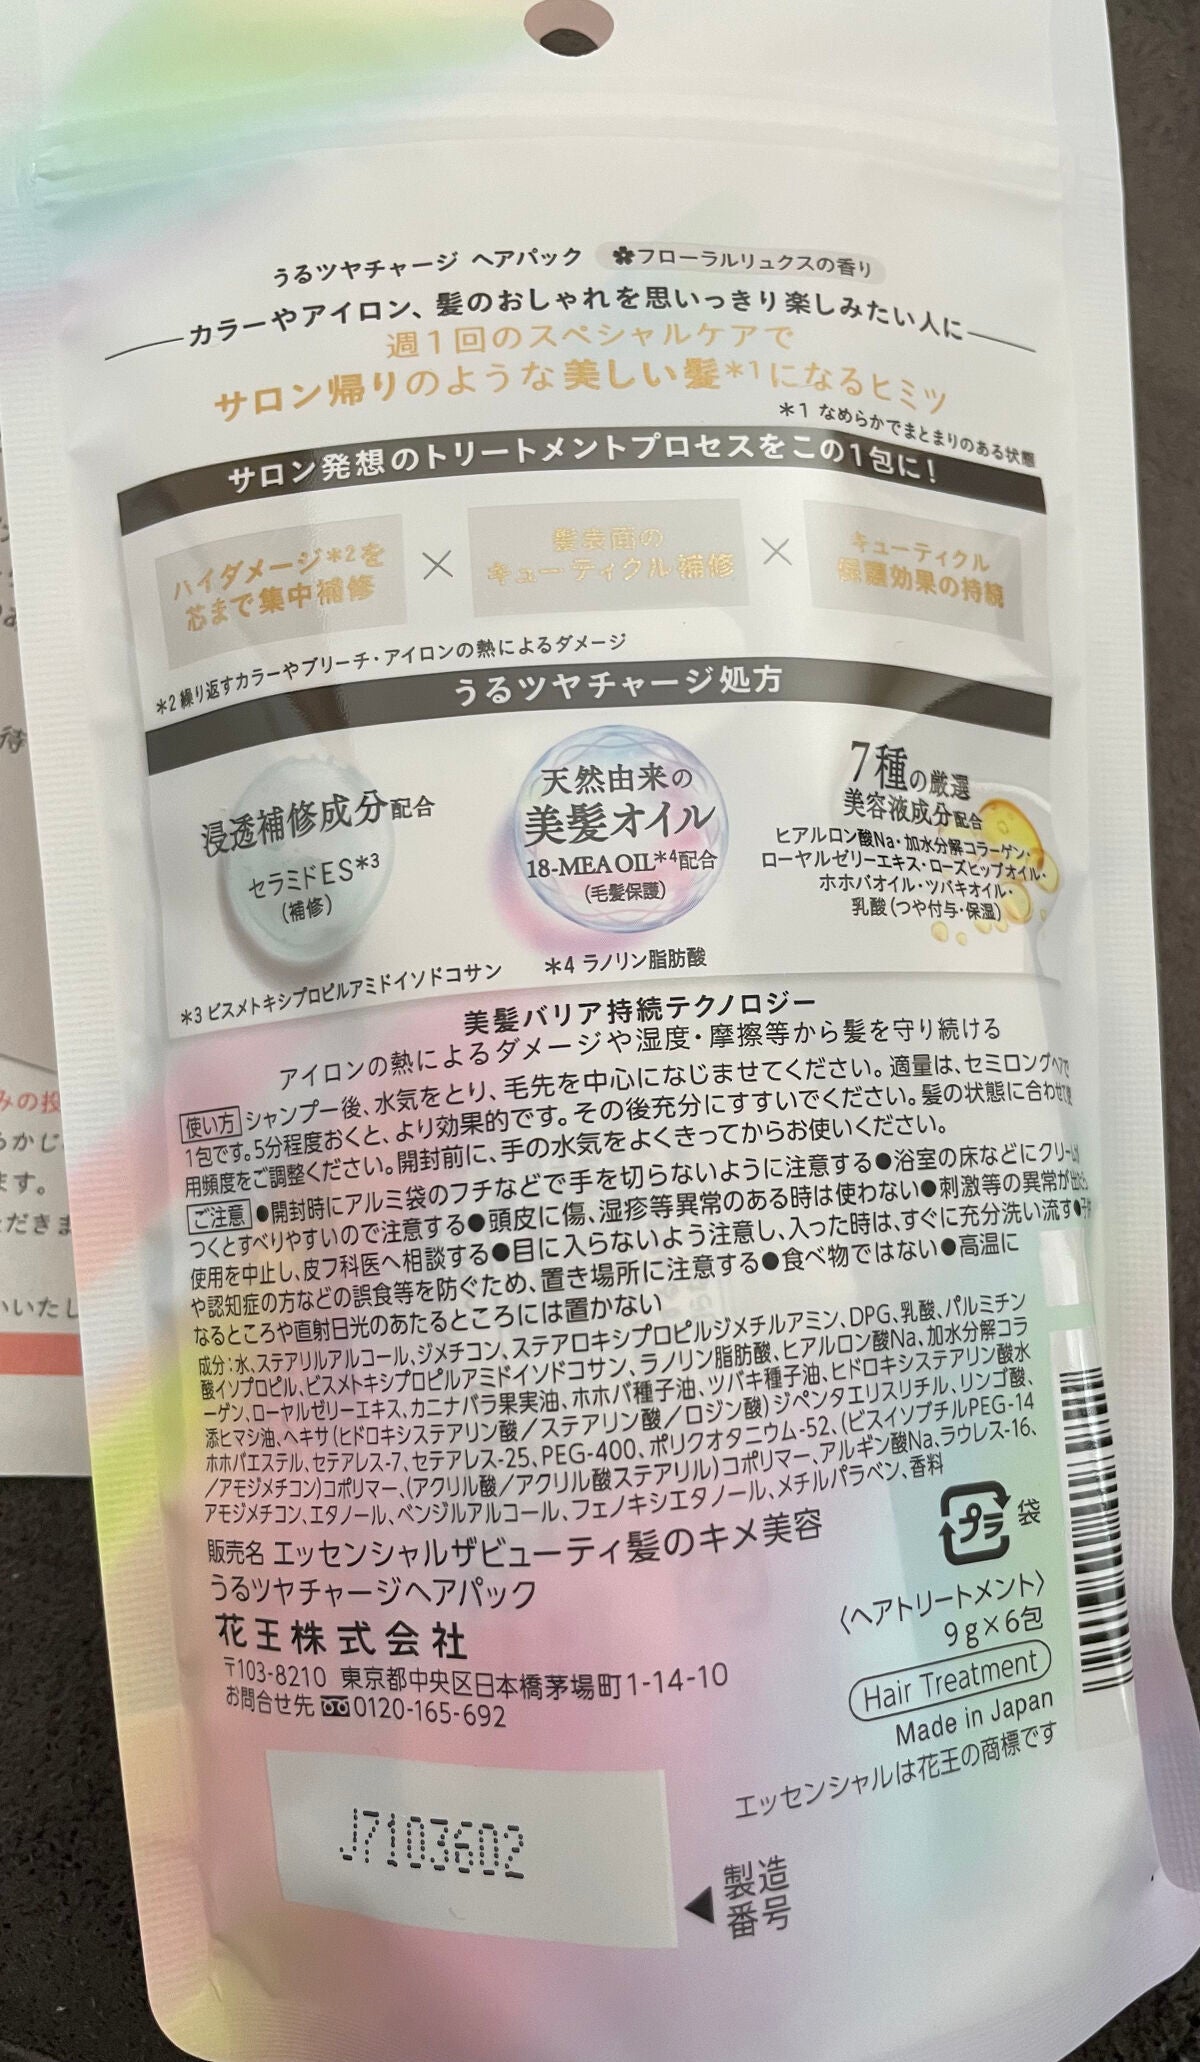 うるツヤチャージ ヘアパック フローラルリュクスの香り
カラーやアイロン、髪のおしゃれを思いっきり楽しみたい人に
週1回のスペシャルケアで
サロン帰りのような美しい髪*1になるヒミツ
*1 なめらかでまとまりのある状態
サロン発想のトリートメントプロセスをこの1包に!
ハイダメージ*2を
芯まで集中補修
×
髪表面の
キューティクル補修
×
キューティクル
保護効果の持続
*2 繰り返すカラーやブリーチ・アイロンの熱によるダメージ
うるツヤチャージ処方
浸透補修成分配合
セラミドES*3
(補修)
天然由来の
美髪オイル
18-MEA OIL*4配合
(毛髪保護)
7種の厳選
美容液成分配合
ヒアルロン酸Na・加水分解コラーゲン・
ローヤルゼリーエキス・ローズヒップオイル・
ホホバオイル・ツバキオイル・
乳酸(つや付与・保湿)
*3 ビスメトキシプロピルアミドイソドコサン
*4 ラノリン脂肪酸
美髪バリア持続テクノロジー
アイロンの熱によるダメージや湿度・摩擦等から髪を守り続ける
使い方 シャンプー後、水気をとり、毛先を中心になじませてください。適量は、セミロングヘアで
1包です。5分程度おくと、より効果的です。その後充分にすすいでください。髪の状態に合わせて使
用頻度をご調整ください。開封前に、手の水気をよくきってからお使いください。
ご注意 ●開封時にアルミ袋のフチなどで手を切らないように注意する●浴室の床などにクリームが
つくとすべりやすいので注意する●頭皮に傷、湿疹等異常のある時は使わない●刺激等の異常が出たら
使用を中止し、皮フ科医へ相談する●目に入らないよう注意し、入った時は、すぐに充分洗い流す●子供
や認知症の方などの誤食等を防ぐため、置き場所に注意する●食べ物ではない●高温に
なるところや直射日光のあたるところには置かない
成分:水、ステアリルアルコール、ジメチコン、ステアロキシプロピルジメチルアミン、DPG、乳酸、パルミチン
酸イソプロピル、ビスメトキシプロピルアミドイソドコサン、ラノリン脂肪酸、ヒアルロン酸Na、加水分解コラ
ーゲン、ローヤルゼリーエキス、カニナバラ果実油、ホホバ種子油、ツバキ種子油、ヒドロキシステアリン酸水
添ヒマシ油、ヘキサ(ヒドロキシステアリン酸/ステアリン酸/ロジン酸)ジペンタエリスリチル、リンゴ酸、
ホホバエステル、セテアレス-7、セテアレス-25、PEG-400、ポリクオタニウム-52、(ビスイソブチルPEG-14
/アモジメチコン)コポリマー、(アクリル酸/アクリル酸ステアリル)コポリマー、アルギン酸Na、ラウレス-16、
アモジメチコン、エタノール、ベンジルアルコール、フェノキシエタノール、メチルパラベン、香料
販売名 エッセンシャルザビューティ髪のキメ美容
うるツヤチャージヘアパック
花王株式会社
〒103-8210 東京都中央区日本橋茅場町1-14-10
お問合せ先 0120-165-692
プラ 袋
〈ヘアトリートメント〉
9g×6包
Hair Treatment
Made in Japan
エッセンシャルは花王の商標です
J7103602
◀製造
番号